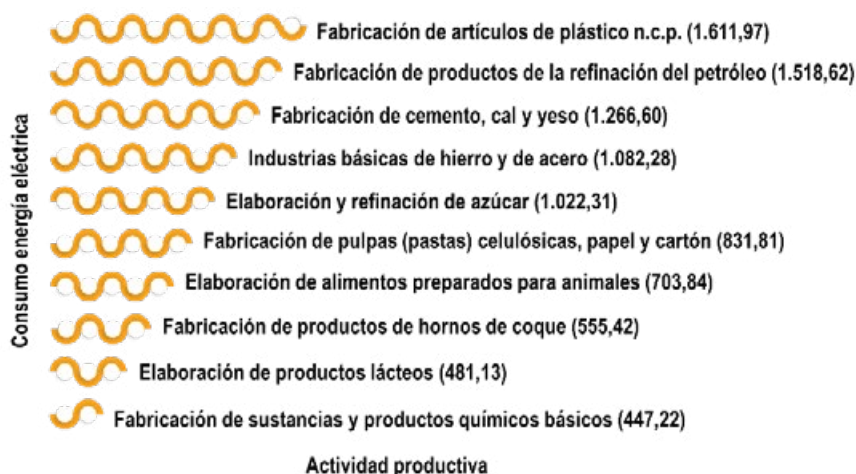 Consumo energía eléctrica
Fabricación de artículos de plástico n.c.p. (1.611,97)
Fabricación de productos de la refinación del petróleo (1.518,62)
Fabricación de cemento, cal y yeso (1.266,60)
Industrias básicas de hierro y de acero (1.082,28)
Elaboración y refinación de azúcar (1.022,31)
Fabricación de pulpas (pastas) celulósicas, papel y cartón (831,81)
Elaboración de alimentos preparados para animales (703,84)
Fabricación de productos de hornos de coque (555,42)
Elaboración de productos lácteos (481,13)
Fabricación de sustancias y productos químicos básicos (447,22)
Actividad productiva